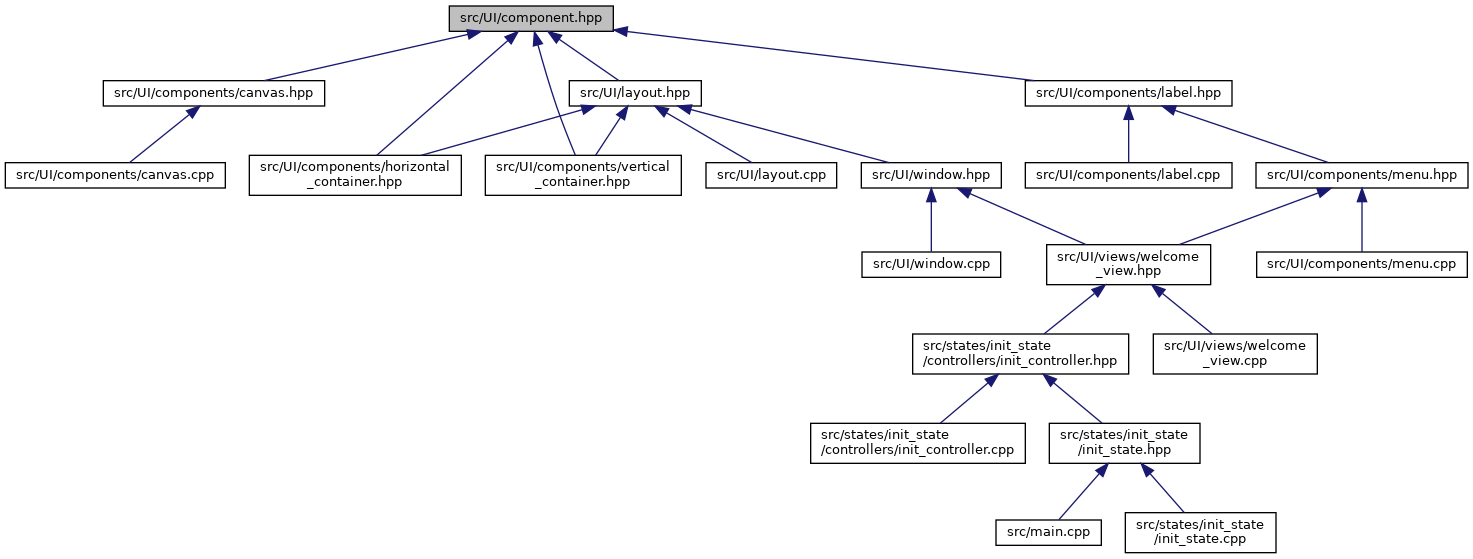 src/UI/component.hpp
src/UI/components/canvas.hpp
src/UI/layout.hpp
src/UI/components/label.hpp
src/UI/components/canvas.cpp
src/UI/components/horizontal
_container.hpp
src/UI/components/vertical
_container.hpp
src/UI/layout.cpp
src/UI/window.hpp
src/UI/components/label.cpp
src/UI/components/menu.hpp
src/UI/window.cpp
src/UI/views/welcome
_view.hpp
src/UI/components/menu.cpp
src/states/init_state
/controllers/init_controller.hpp
src/UI/views/welcome
_view.cpp
src/states/init_state
/controllers/init_controller.cpp
src/states/init_state
/init_state.hpp
src/main.cpp
src/states/init_state
/init_state.cpp